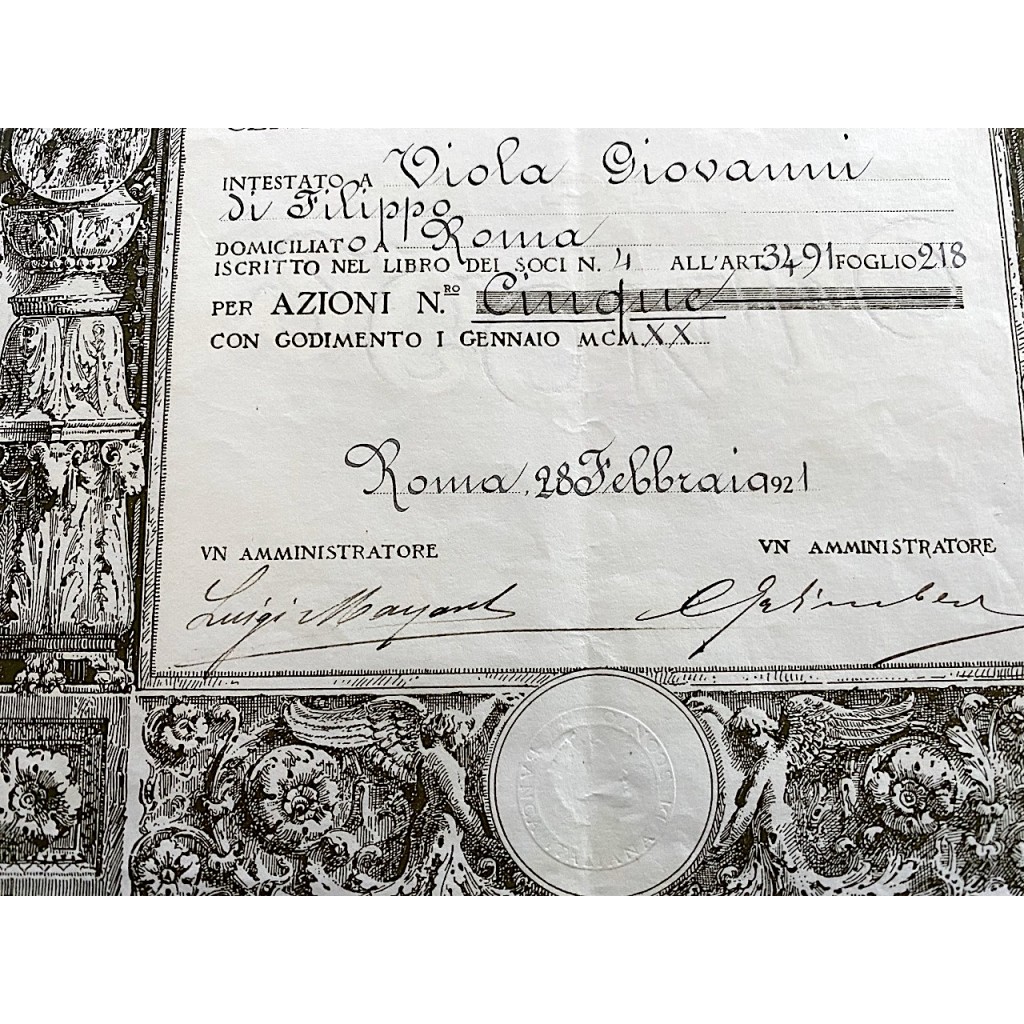 INTESTATO A Viola Giovanni
di Filippo
DOMICILIATO A Roma
ISCRITTO NEL LIBRO DEI SOCI N. 4 ALL'ART 3491 FOGLIO 218
PER AZIONI N.RO Cinque
CON GODIMENTO I GENNAIO MCMXX
Roma, 28 Febbraio 1921
VN AMMINISTRATORE VN AMMINISTRATORE
Luigi